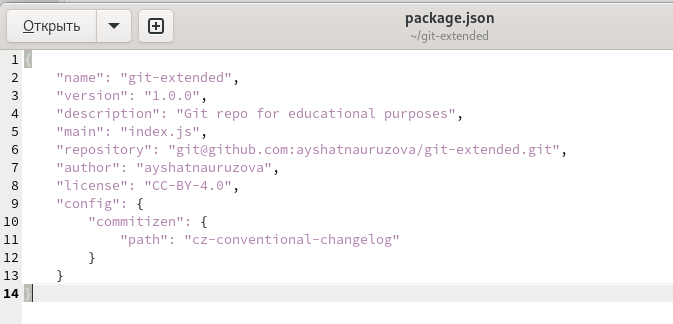 Открыть
package.json
~/git-extended
1 {
2 "name": "git-extended",
3 "version": "1.0.0",
4 "description": "Git repo for educational purposes",
5 "main": "index.js",
6 "repository": "git@github.com:ayshatnauruzova/git-extended.git",
7 "author": "ayshatnauruzova",
8 "license": "CC-BY-4.0",
9 "config": {
10 "commitizen": {
11 "path": "cz-conventional-changelog"
12 }
13 }
14 }